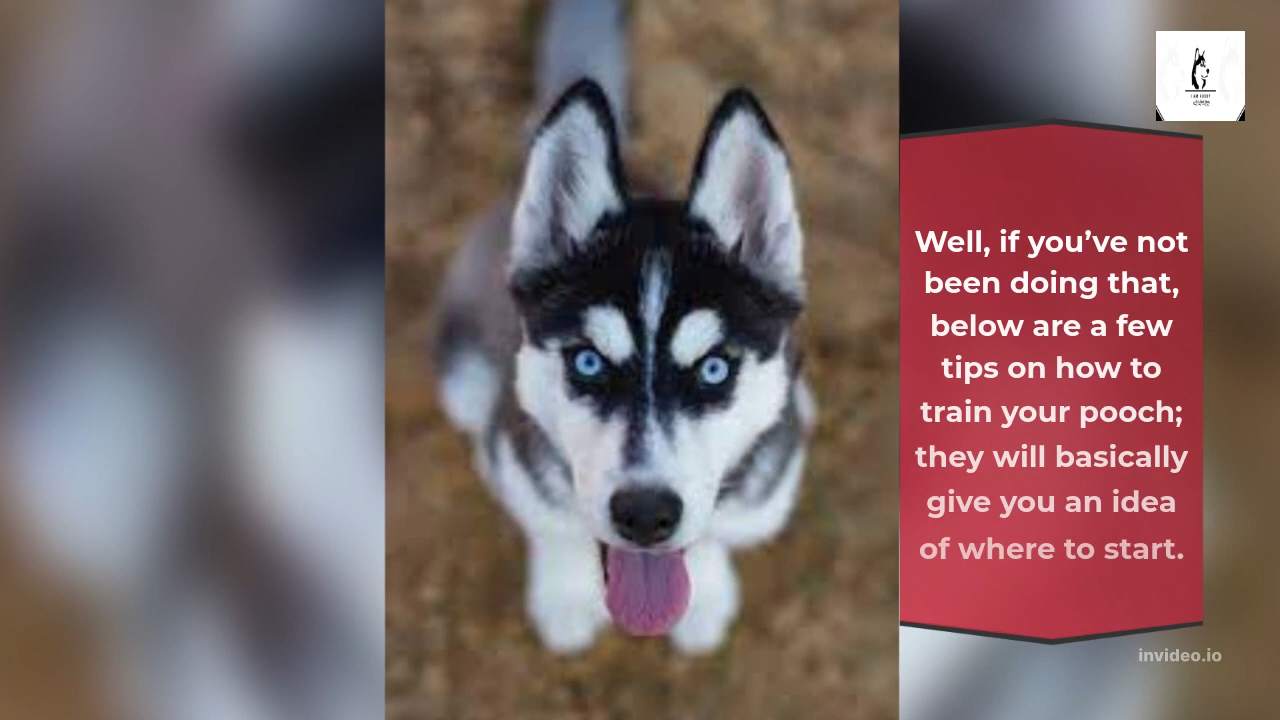 Well, if you’ve not
been doing that,
below are a few
tips on how to
train your pooch;
they will basically
give you an idea
of where to start.
invideo.io